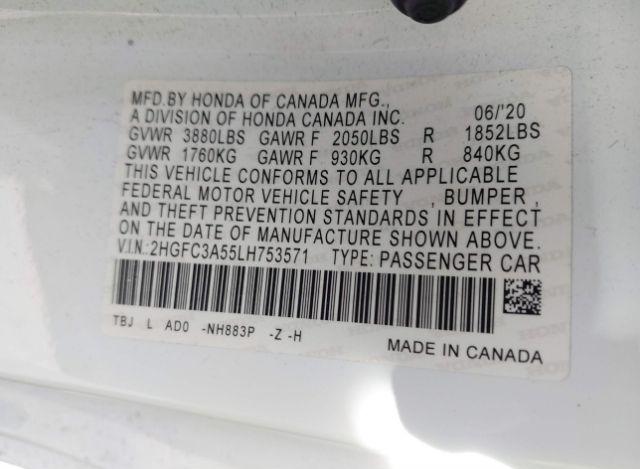 MFD.BY HONDA OF CANADA MFG.,
A DIVISION OF HONDA CANADA INC. 06/'20
GVWR 3880LBS GAWR F 2050LBS R 1852LBS
GVWR 1760KG GAWR F 930KG R 840KG
THIS VEHICLE CONFORMS TO ALL APPLICABLE
FEDERAL MOTOR VEHICLE SAFETY , BUMPER ,
AND THEFT PREVENTION STANDARDS IN EFFECT
ON THE DATE OF MANUFACTURE SHOWN ABOVE.
V.I.N.:2HGFC3A55LH753571 TYPE: PASSENGER CAR
TBJ L AD0 -NH883P -Z -H
MADE IN CANADA